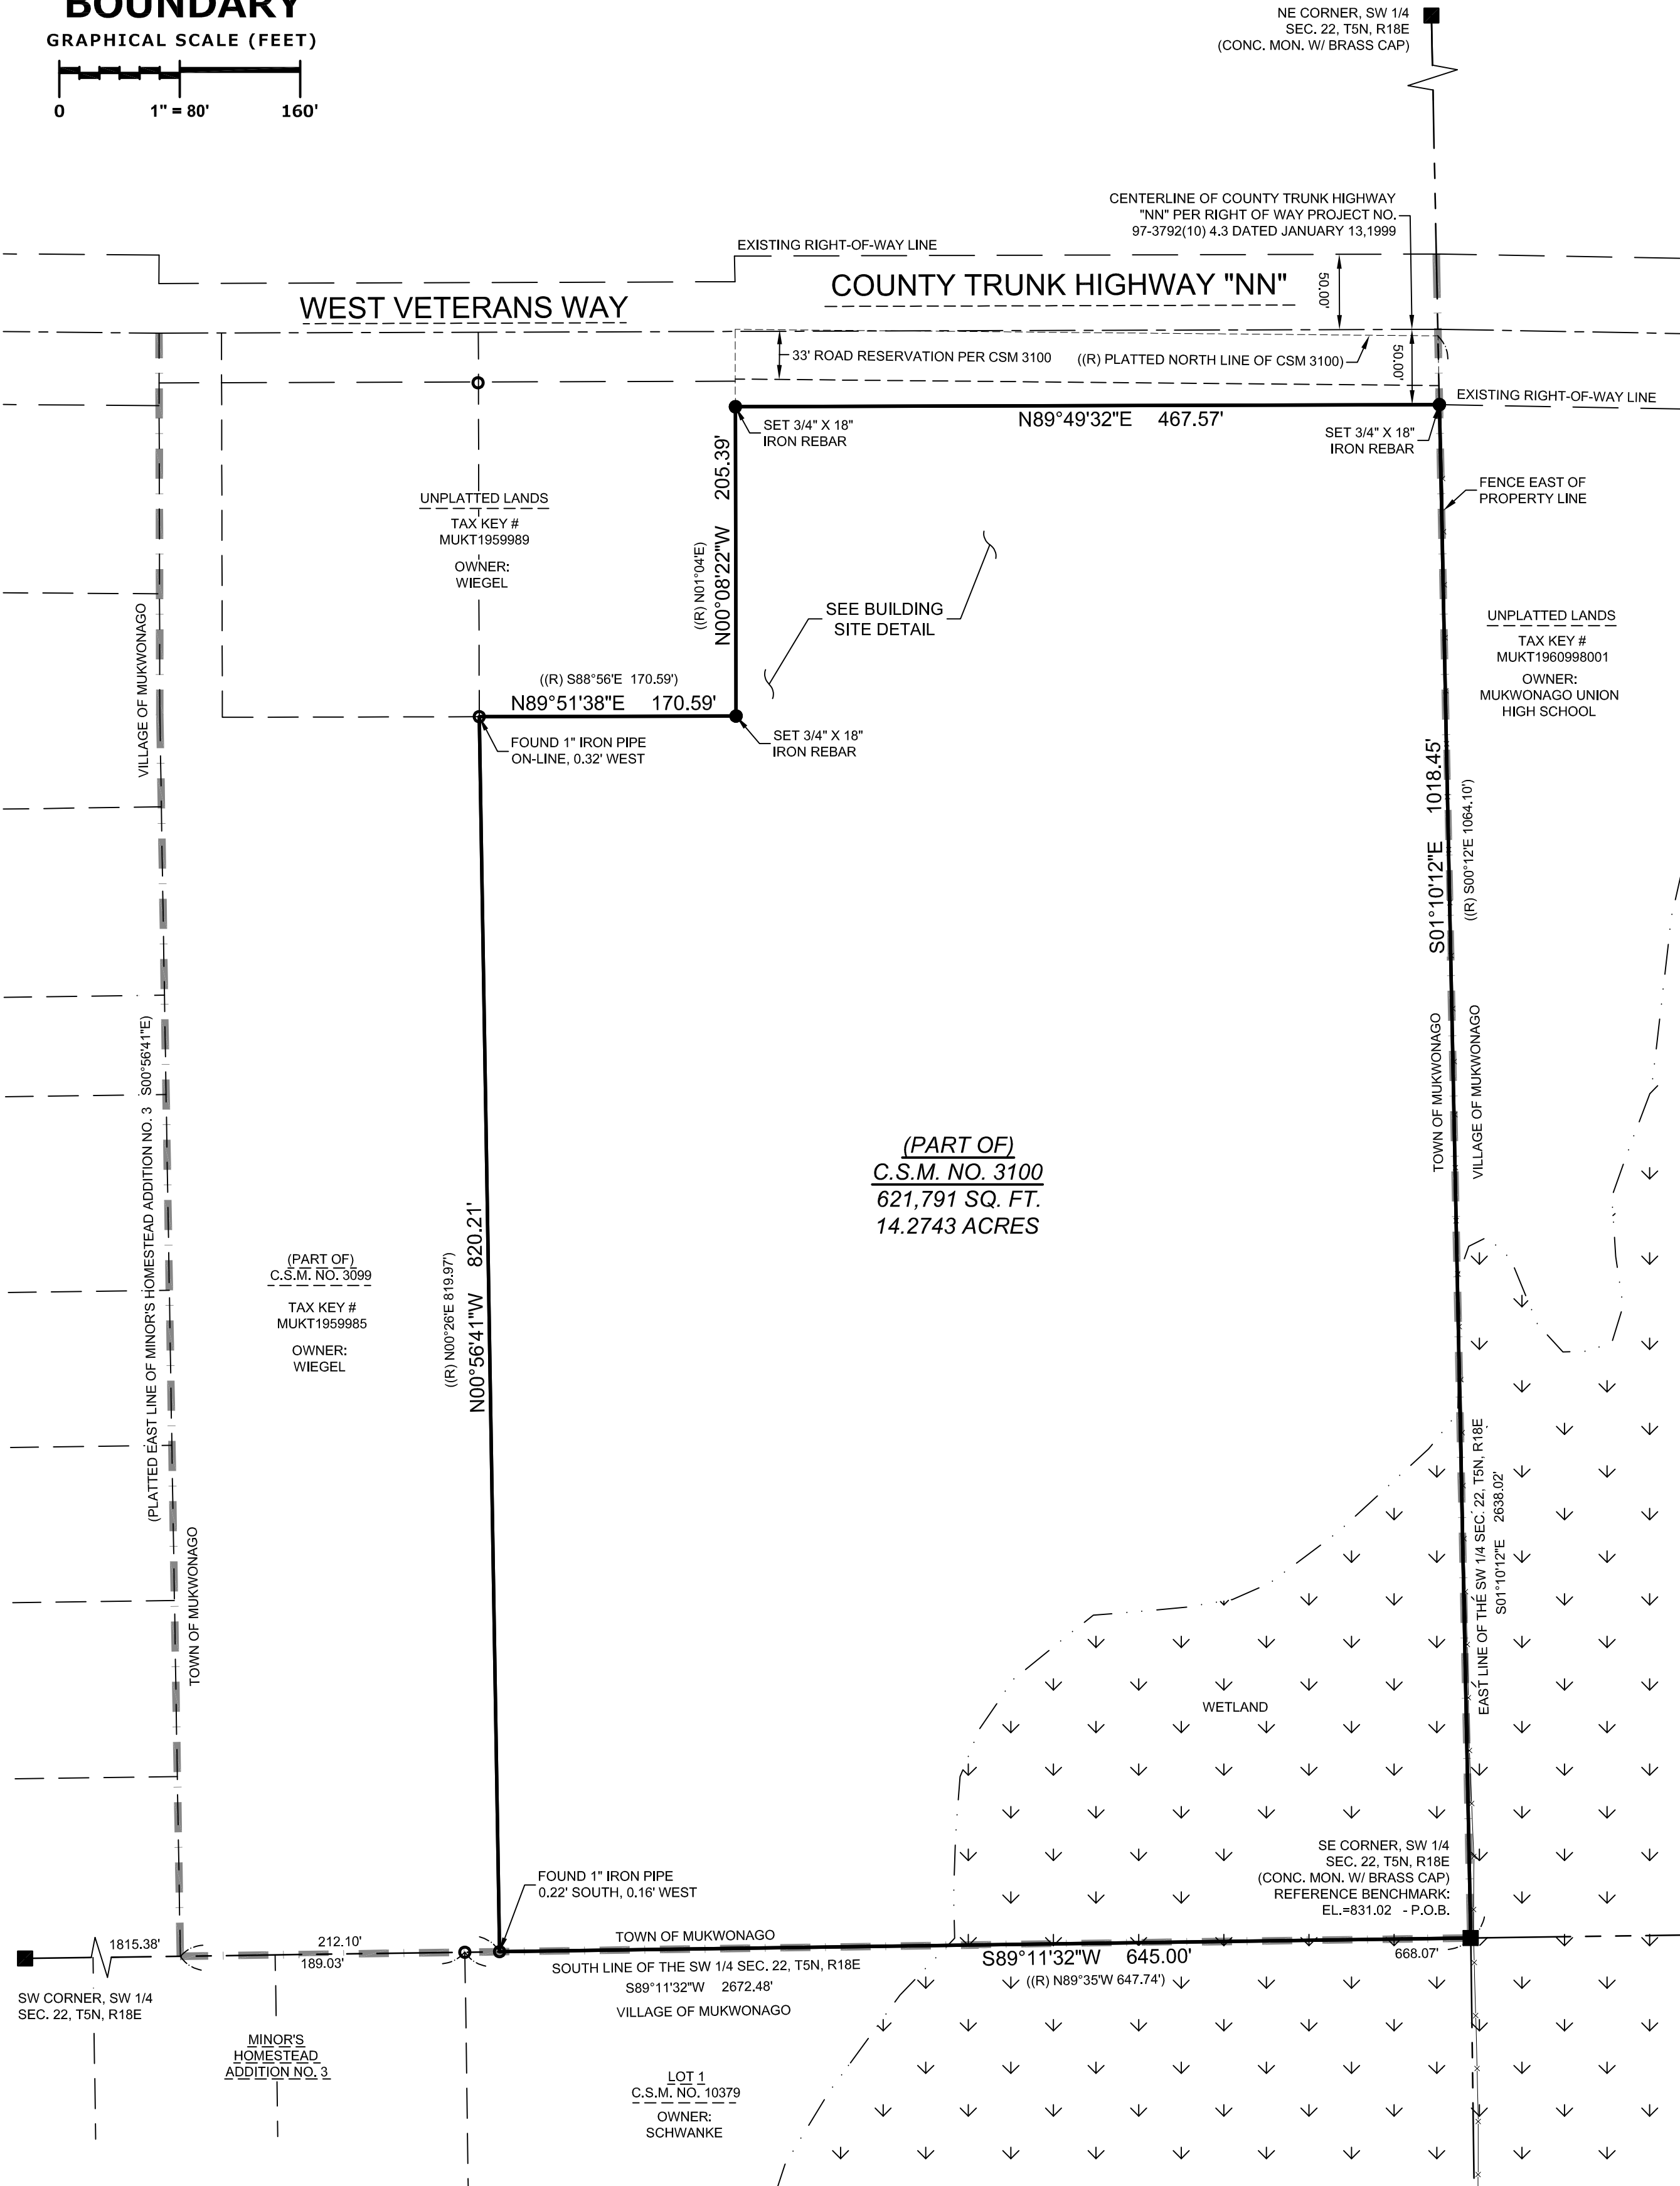 BOUNDARY
GRAPHICAL SCALE (FEET)
0 1" = 80' 160'
NE CORNER, SW 1/4
SEC. 22, T5N, R18E
(CONC. MON. W/ BRASS CAP)
CENTERLINE OF COUNTY TRUNK HIGHWAY
"NN" PER RIGHT OF WAY PROJECT NO.
97-3792(10) 4.3 DATED JANUARY 13,1999
EXISTING RIGHT-OF-WAY LINE
WEST VETERANS WAY
COUNTY TRUNK HIGHWAY "NN"
50.00'
33' ROAD RESERVATION PER CSM 3100
((R) PLATTED NORTH LINE OF CSM 3100)
50.00'
EXISTING RIGHT-OF-WAY LINE
N89°49'32"E 467.57'
SET 3/4" X 18"
IRON REBAR
SET 3/4" X 18"
IRON REBAR
FENCE EAST OF
PROPERTY LINE
UNPLATTED LANDS
TAX KEY #
MUKT1959989
OWNER:
WIEGEL
((R) N01°04'E)
N00°08'22"W 205.39'
SEE BUILDING
SITE DETAIL
UNPLATTED LANDS
TAX KEY #
MUKT1960998001
OWNER:
MUKWONAGO UNION
HIGH SCHOOL
VILLAGE OF MUKWONAGO
((R) S88°56'E 170.59')
N89°51'38"E 170.59'
FOUND 1" IRON PIPE
ON-LINE, 0.32' WEST
SET 3/4" X 18"
IRON REBAR
S01°10'12"E 1018.45'
((R) S00°12'E 1064.10')
TOWN OF MUKWONAGO
VILLAGE OF MUKWONAGO
(PLATTED EAST LINE OF MINOR'S HOMESTEAD ADDITION NO. 3 S00°56'41"E)
(PART OF)
C.S.M. NO. 3100
621,791 SQ. FT.
14.2743 ACRES
(PART OF)
C.S.M. NO. 3099
TAX KEY #
MUKT1959985
OWNER:
WIEGEL
((R) N00°26'E 819.97')
N00°56'41"W 820.21'
EAST LINE OF THE SW 1/4 SEC. 22, T5N, R18E
S01°10'12"E 2638.02'
TOWN OF MUKWONAGO
WETLAND
SE CORNER, SW 1/4
SEC. 22, T5N, R18E
(CONC. MON. W/ BRASS CAP)
REFERENCE BENCHMARK:
EL.=831.02 - P.O.B.
FOUND 1" IRON PIPE
0.22' SOUTH, 0.16' WEST
TOWN OF MUKWONAGO
1815.38'
212.10'
189.03'
SOUTH LINE OF THE SW 1/4 SEC. 22, T5N, R18E
S89°11'32"W 2672.48'
VILLAGE OF MUKWONAGO
S89°11'32"W 645.00'
((R) N89°35'W 647.74')
668.07'
SW CORNER, SW 1/4
SEC. 22, T5N, R18E
MINOR'S
HOMESTEAD
ADDITION NO. 3
LOT 1
C.S.M. NO. 10379
OWNER:
SCHWANKE